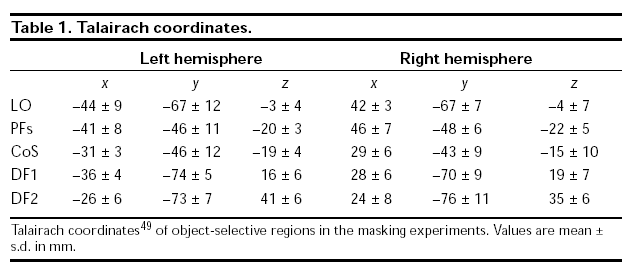 Table 1. Talairach coordinates.
Left hemisphere Right hemisphere
x y z x y z
LO –44 ± 9 –67 ± 12 –3 ± 4 42 ± 3 –67 ± 7 –4 ± 7
PFs –41 ± 8 –46 ± 11 –20 ± 3 46 ± 7 –48 ± 6 –22 ± 5
CoS –31 ± 3 –46 ± 12 –19 ± 4 29 ± 6 –43 ± 9 –15 ± 10
DF1 –36 ± 4 –74 ± 5 16 ± 6 28 ± 6 –70 ± 9 19 ± 7
DF2 –26 ± 6 –73 ± 7 41 ± 6 24 ± 8 –76 ± 11 35 ± 6
Talairach coordinates49 of object-selective regions in the masking experiments. Values are mean ±
s.d. in mm.